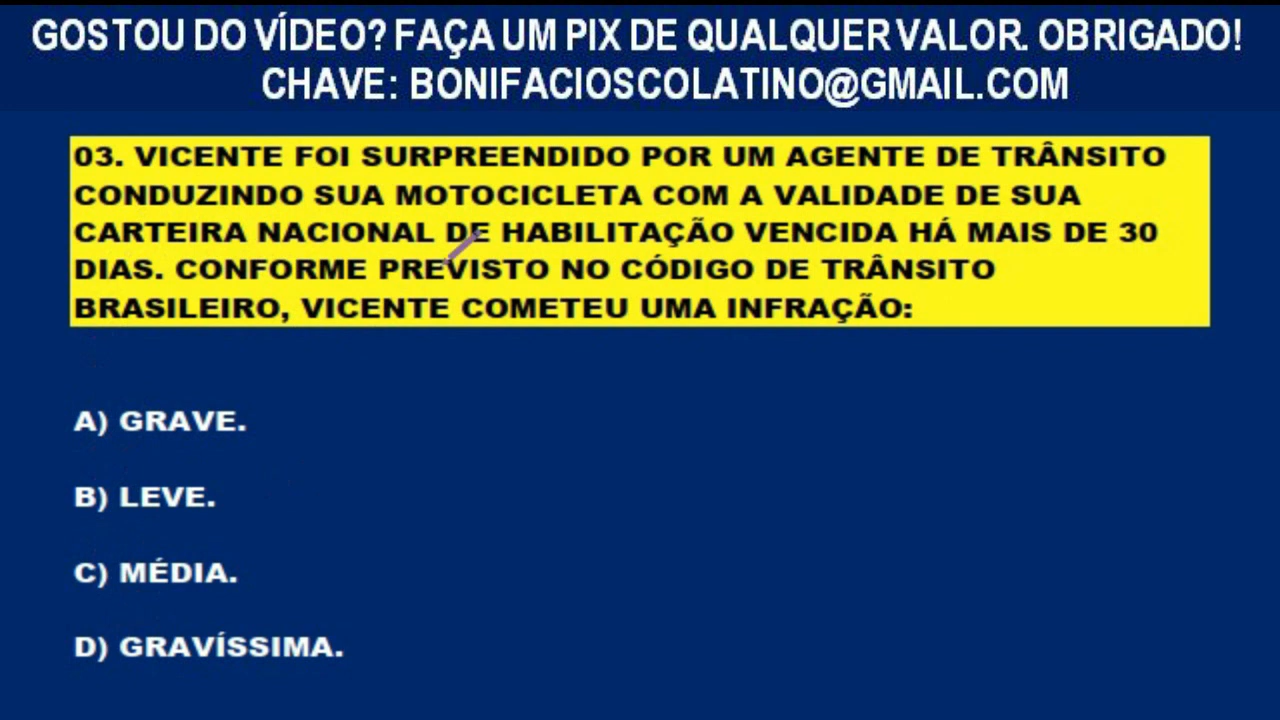 GOSTOU DO VÍDEO? FAÇA UM PIX DE QUALQUER VALOR. OBRIGADO!
CHAVE: BONIFACIOSCOLATINO@GMAIL.COM
03. VICENTE FOI SURPREENDIDO POR UM AGENTE DE TRÂNSITO
CONDUZINDO SUA MOTOCICLETA COM A VALIDADE DE SUA
CARTEIRA NACIONAL DE HABILITAÇÃO VENCIDA HÁ MAIS DE 30
DIAS. CONFORME PREVISTO NO CÓDIGO DE TRÂNSITO
BRASILEIRO, VICENTE COMETEU UMA INFRAÇÃO:
A) GRAVE.
B) LEVE.
C) MÉDIA.
D) GRAVÍSSIMA.